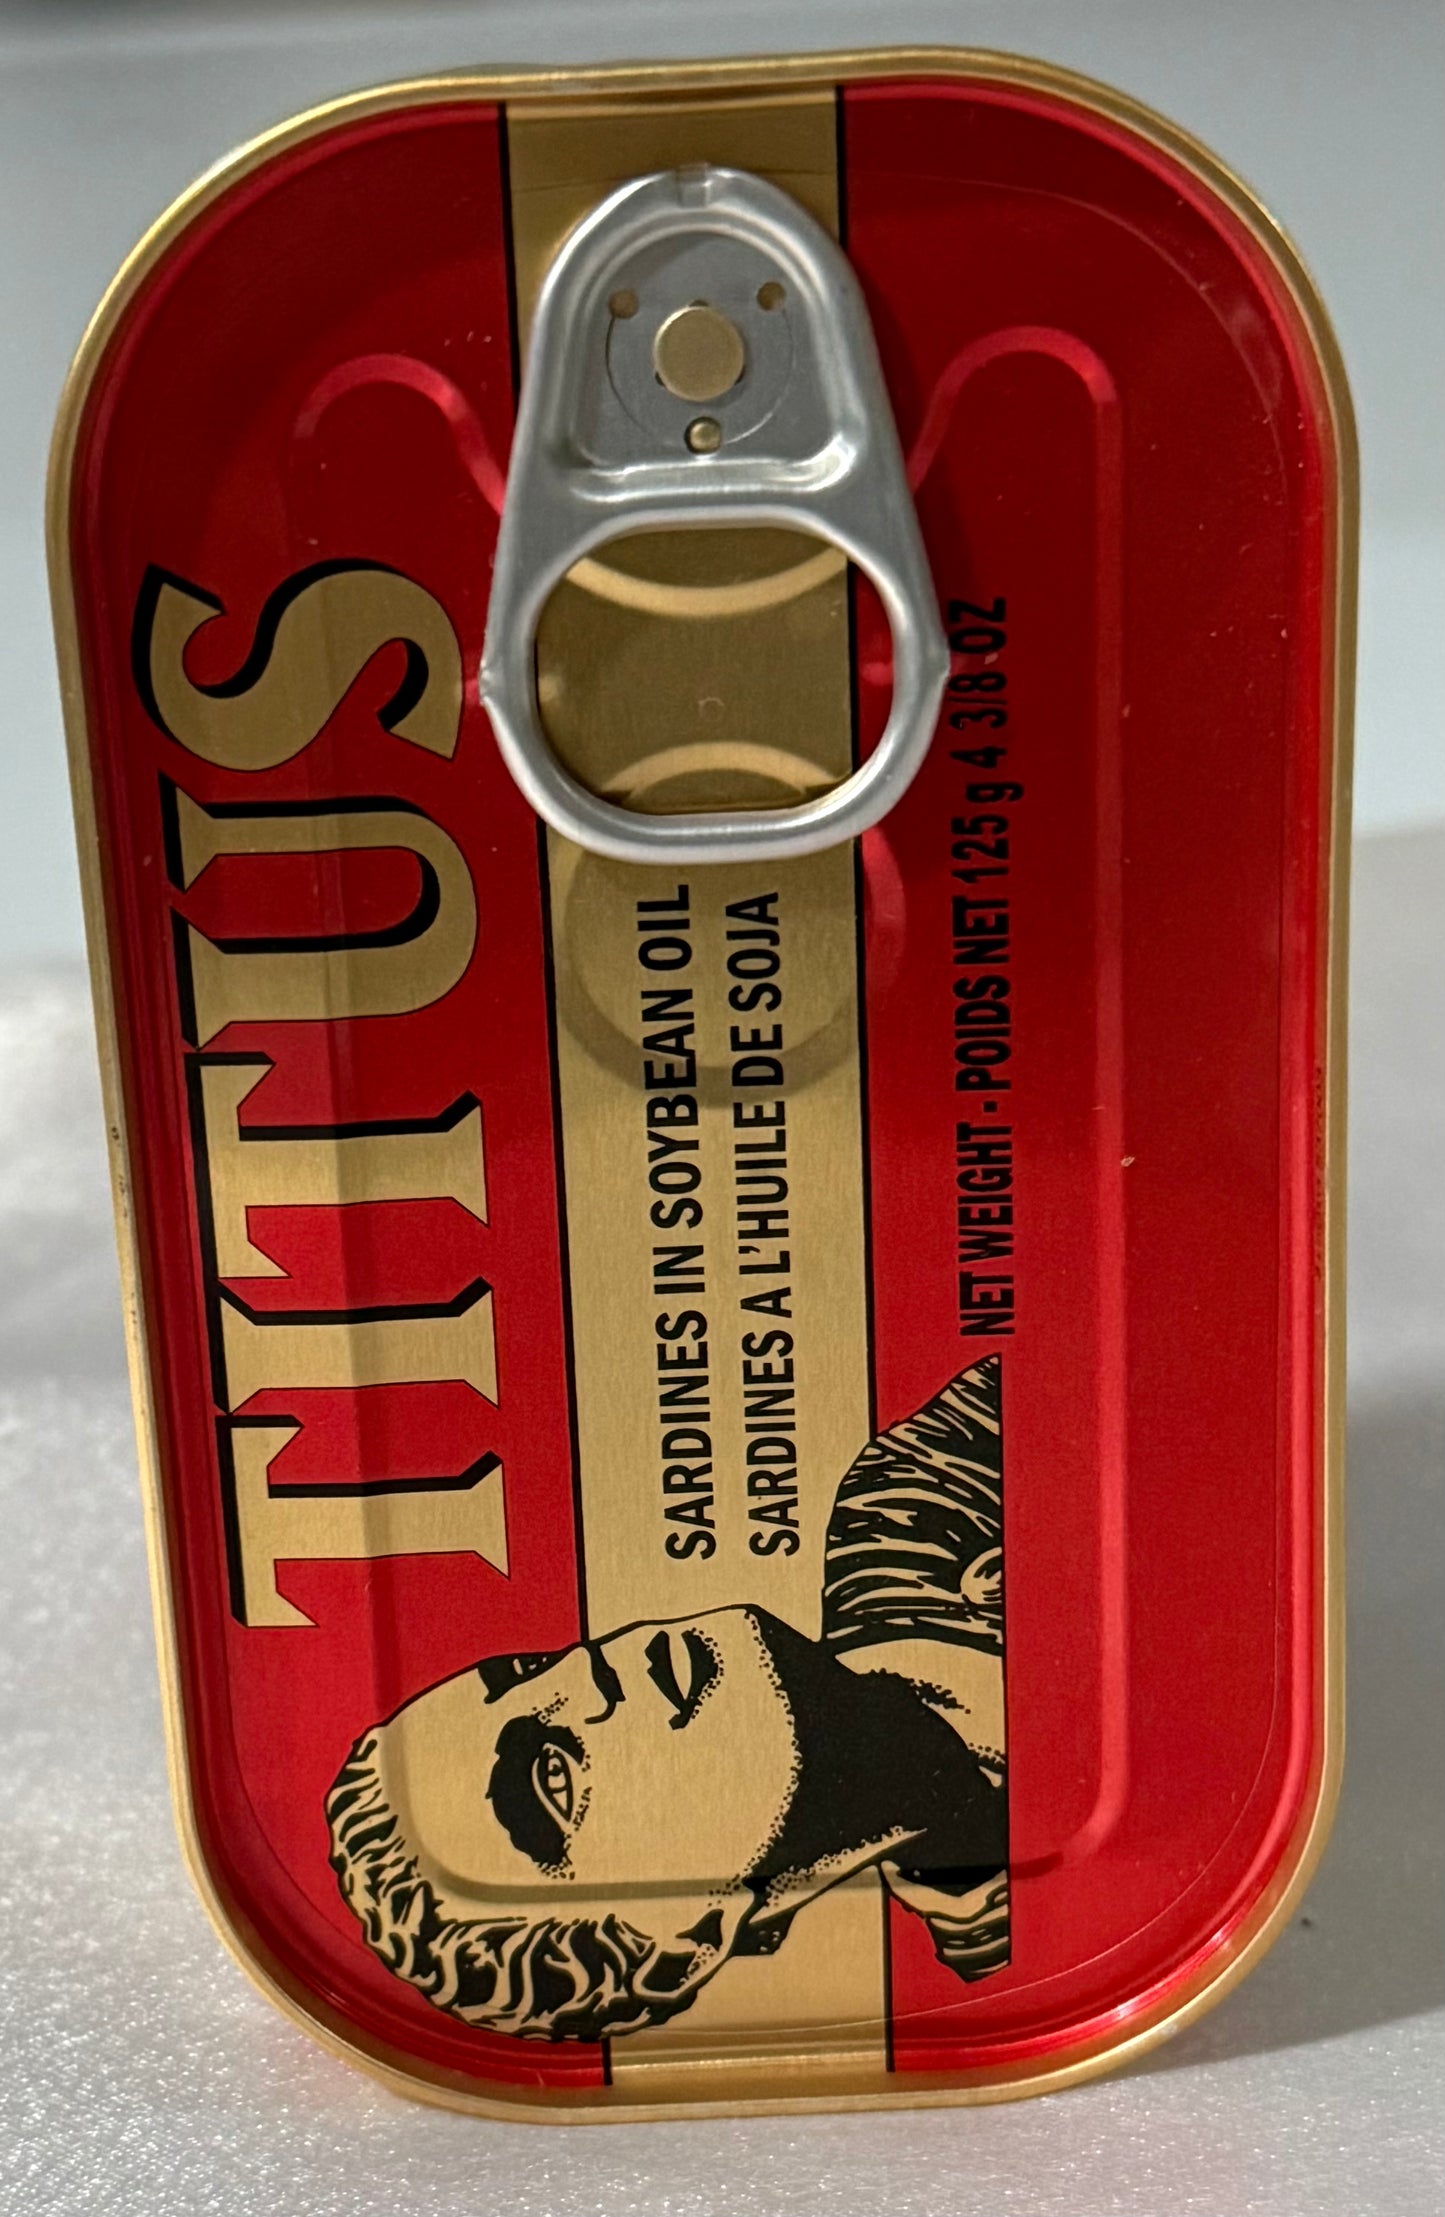 TITUS
SARDINES IN SOYBEAN OIL
SARDINES A L'HUILE DE SOJA
NET WEIGHT - POIDS NET 125 g 4 3/8 OZ